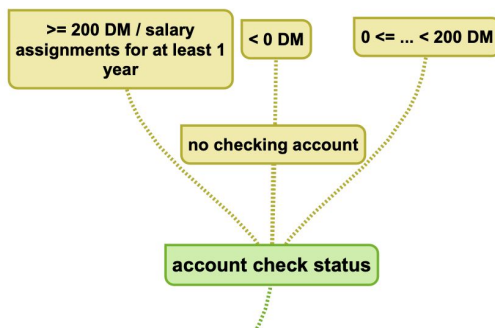 >= 200 DM / salary
assignments for at least 1
year
< 0 DM
0 <= ... < 200 DM
no checking account
account check status